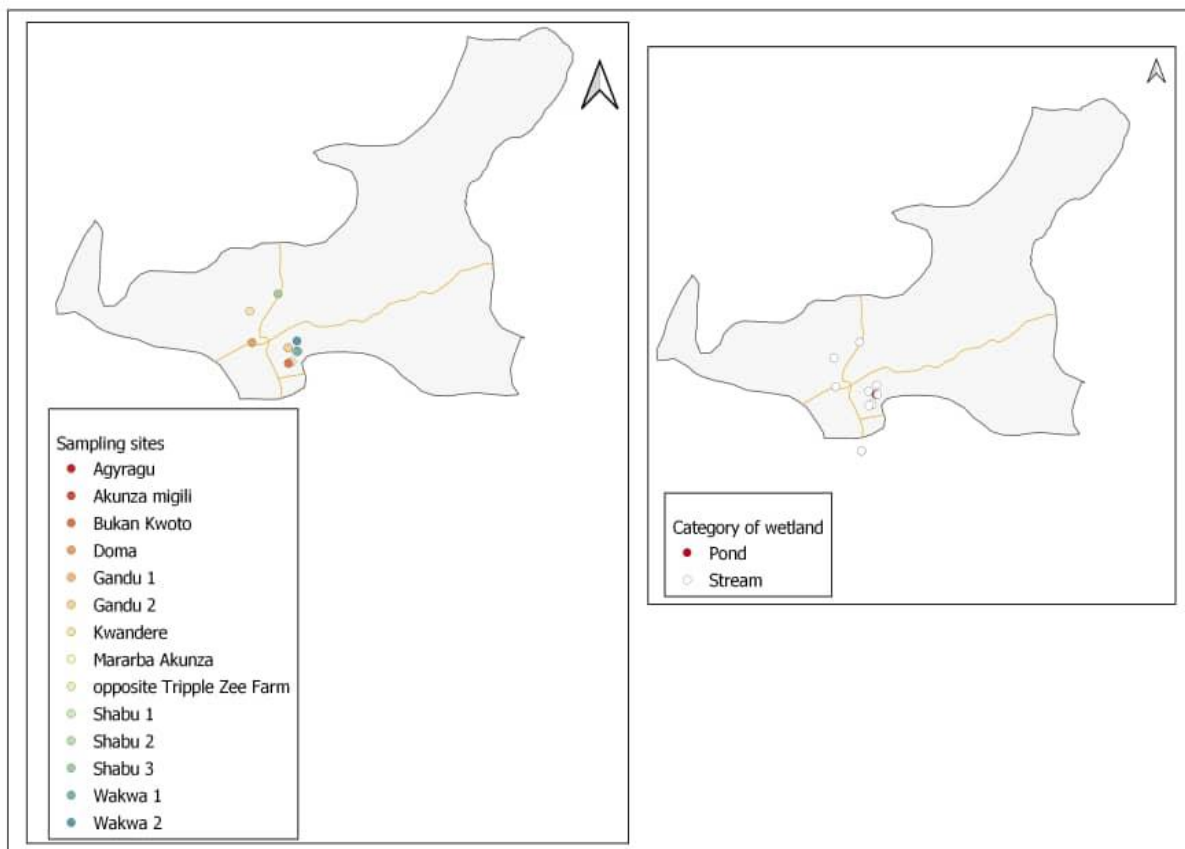 Sampling sites
Agyragu
Akunza migili
Bukan Kwoto
Doma
Gandu 1
Gandu 2
Kwandere
Mararba Akunza
opposite Tripple Zee Farm
Shabu 1
Shabu 2
Shabu 3
Wakwa 1
Wakwa 2
Category of wetland
Pond
Stream